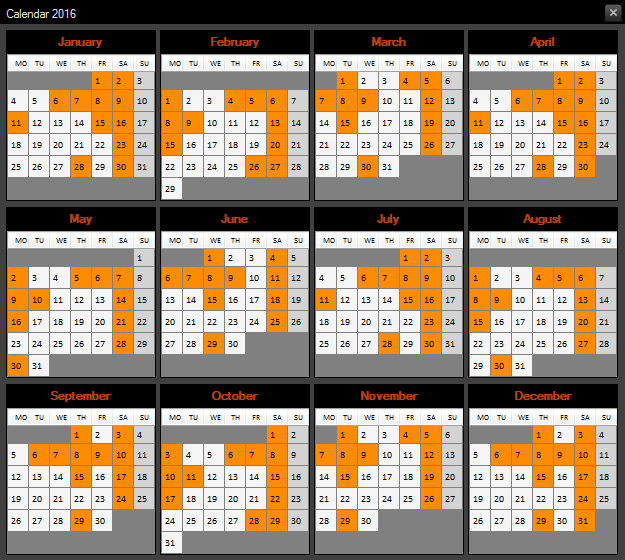 Calendar 2016
January February March April
MO TU WE TH FR SA SU MO TU WE TH FR SA SU MO TU WE TH FR SA SU MO TU WE TH FR SA SU
1 2 3 1 2 3 4 5 6 1 2 3
4 5 6 7 8 9 10 1 2 3 4 5 6 7 7 8 9 10 11 12 13 4 5 6 7 8 9 10
11 12 13 14 15 16 17 8 9 10 11 12 13 14 14 15 16 17 18 19 20 11 12 13 14 15 16 17
18 19 20 21 22 23 24 15 16 17 18 19 20 21 21 22 23 24 25 26 27 18 19 20 21 22 23 24
25 26 27 28 29 30 31 22 23 24 25 26 27 28 28 29 30 31 25 26 27 28 29 30
29
May June July August
MO TU WE TH FR SA SU MO TU WE TH FR SA SU MO TU WE TH FR SA SU MO TU WE TH FR SA SU
1 1 2 3 4 5 1 2 3
2 3 4 5 6 7 8 6 7 8 9 10 11 12 4 5 6 7 8 9 10 1 2 3 4 5 6 7
9 10 11 12 13 14 15 13 14 15 16 17 18 19 11 12 13 14 15 16 17 8 9 10 11 12 13 14
16 17 18 19 20 21 22 20 21 22 23 24 25 26 18 19 20 21 22 23 24 15 16 17 18 19 20 21
23 24 25 26 27 28 29 27 28 29 30 25 26 27 28 29 30 31 22 23 24 25 26 27 28
30 31 29 30 31
September October November December
MO TU WE TH FR SA SU MO TU WE TH FR SA SU MO TU WE TH FR SA SU MO TU WE TH FR SA SU
1 2 3 4 1 2 1 2 3 4 5 6 1 2 3 4
5 6 7 8 9 10 11 3 4 5 6 7 8 9 7 8 9 10 11 12 13 5 6 7 8 9 10 11
12 13 14 15 16 17 18 10 11 12 13 14 15 16 14 15 16 17 18 19 20 12 13 14 15 16 17 18
19 20 21 22 23 24 25 17 18 19 20 21 22 23 21 22 23 24 25 26 27 19 20 21 22 23 24 25
26 27 28 29 30 24 25 26 27 28 29 30 28 29 30 26 27 28 29 30 31
31